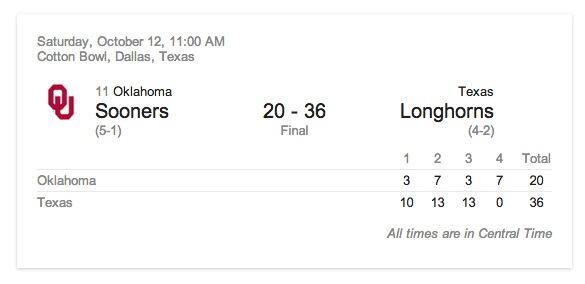 Saturday, October 12, 11:00 AM
Cotton Bowl, Dallas, Texas
OU
11 Oklahoma
Sooners
(5-1)
20 - 36
Final
Texas
Longhorns
(4-2)
1 2 3 4 Total
Oklahoma 3 7 3 7 20
Texas 10 13 13 0 36
All times are in Central Time